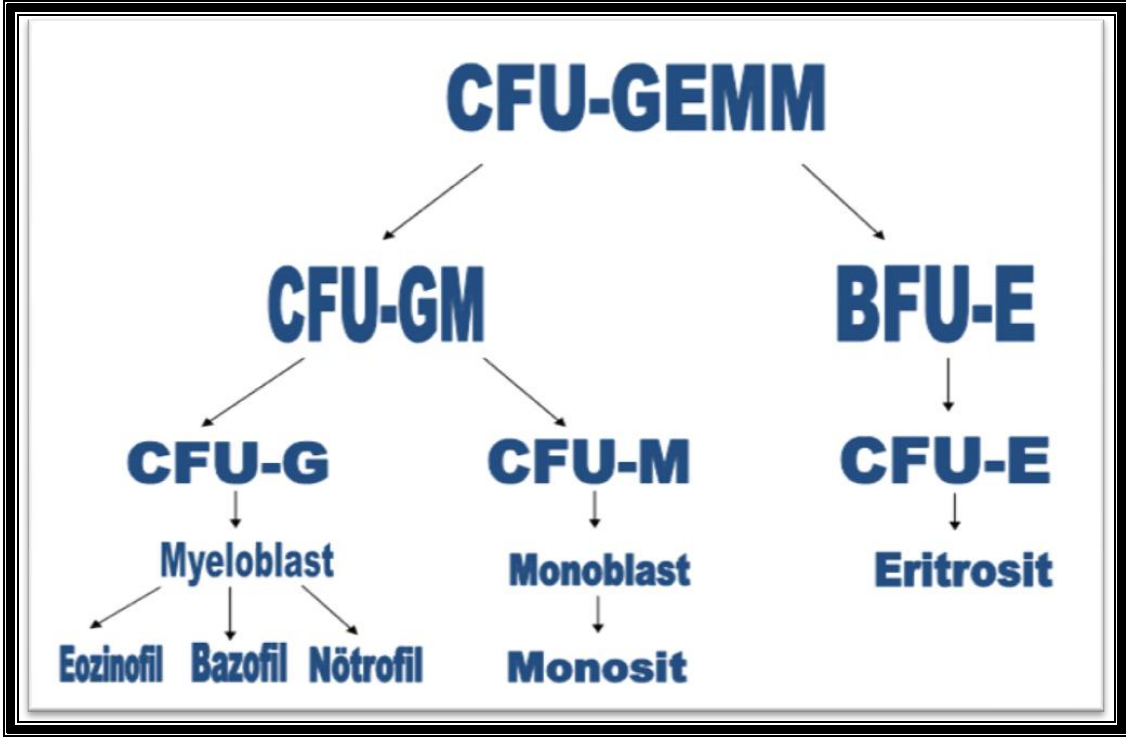 CFU-GEMM
CFU-GM BFU-E
CFU-G CFU-M CFU-E
Myeloblast Monoblast Eritrosit
Eozinofil Bazofil Nötrofil Monosit